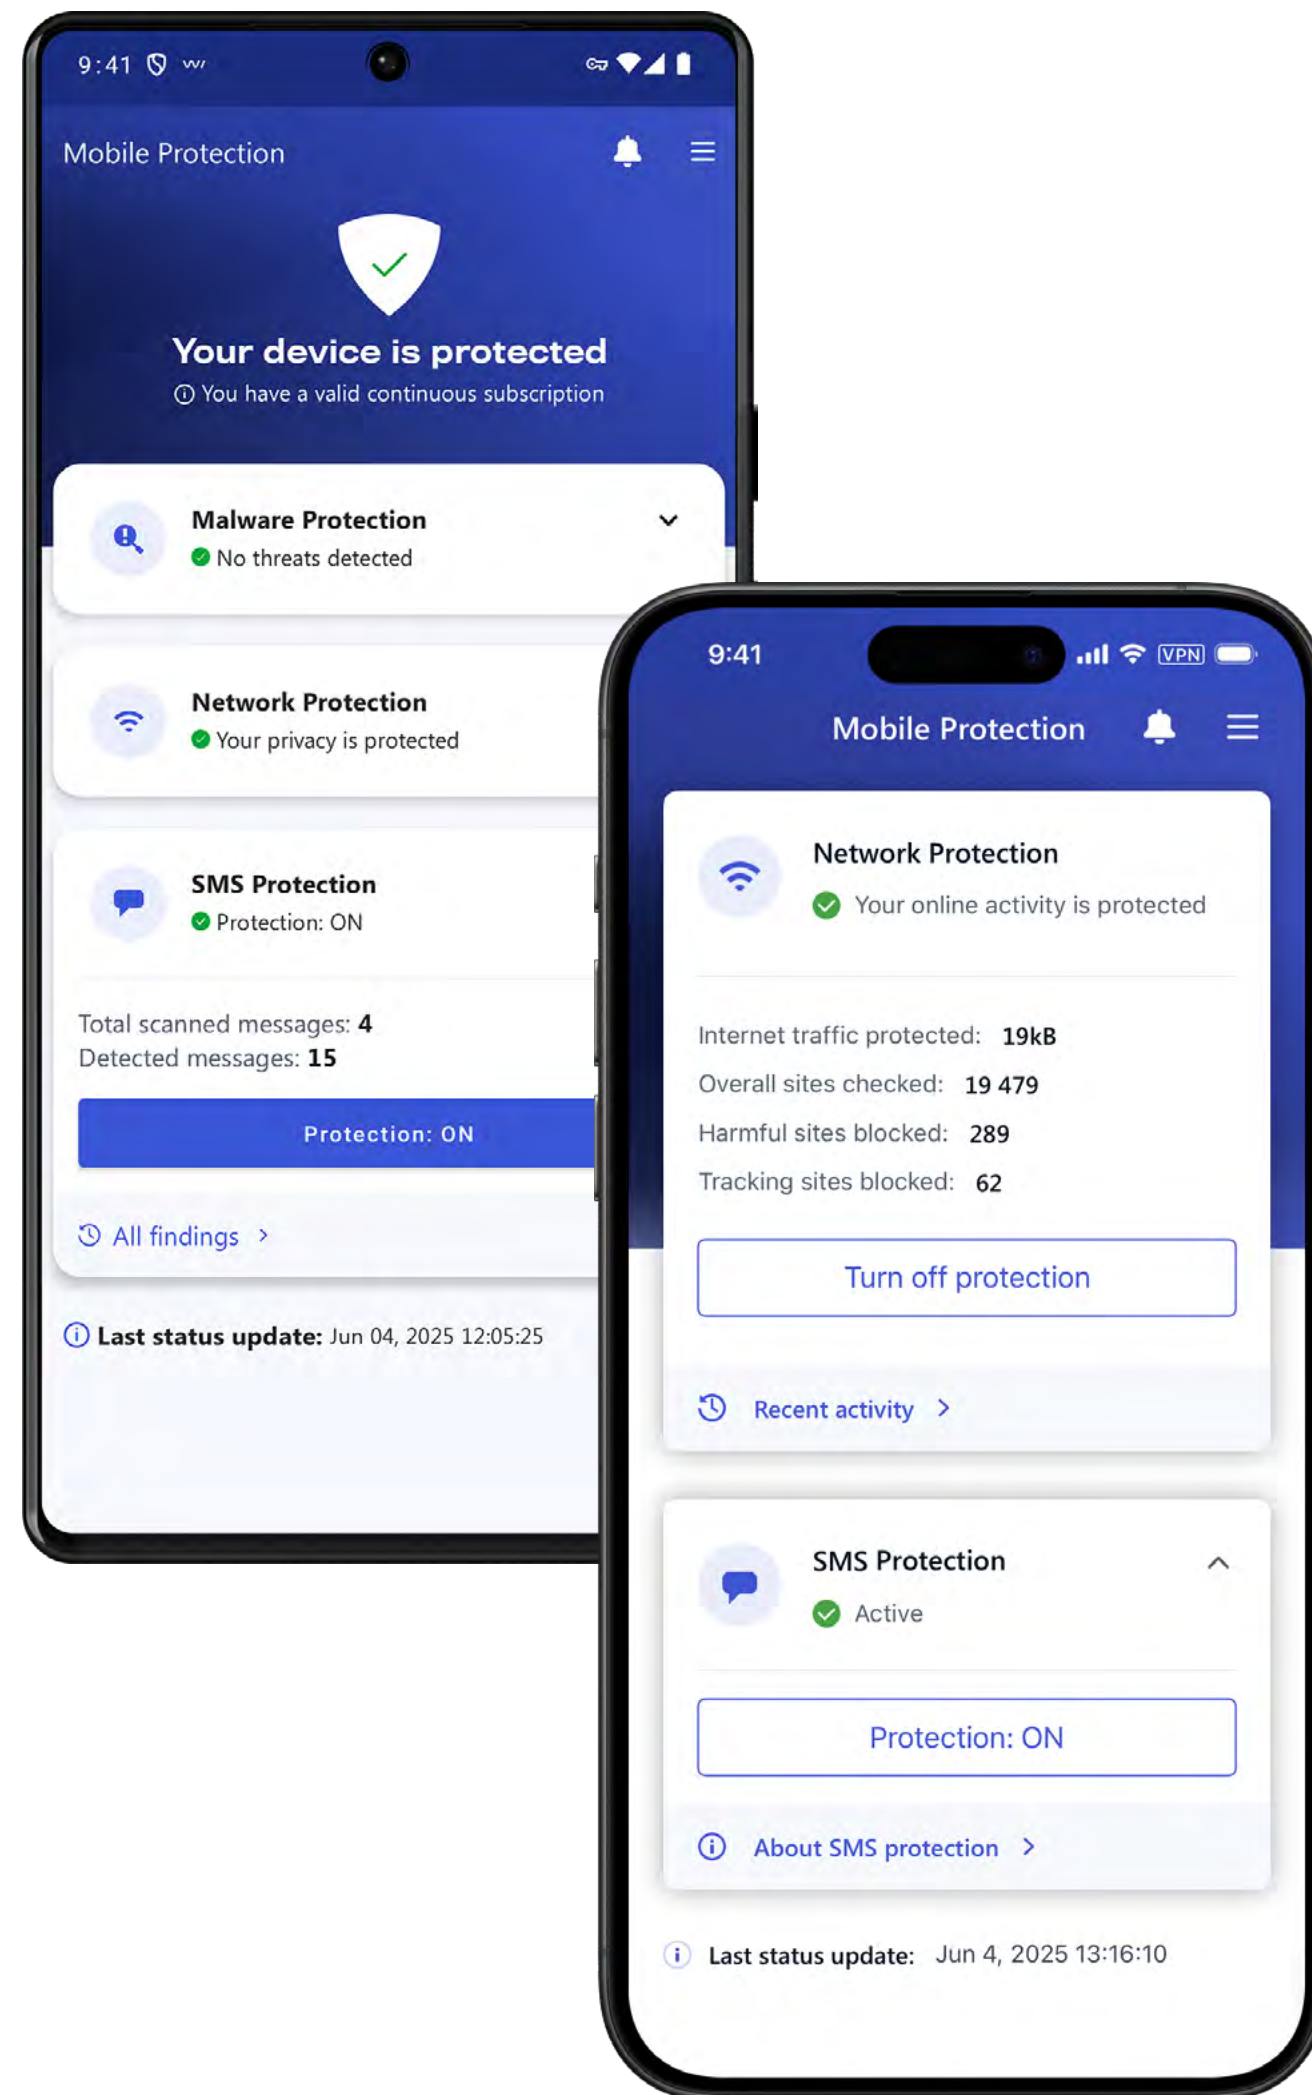 9:41
Mobile Protection
Your device is protected
You have a valid continuous subscription
Malware Protection
No threats detected
Network Protection
Your privacy is protected
SMS Protection
Protection: ON
Total scanned messages: 4
Detected messages: 15
Protection: ON
All findings
Last status update: Jun 04, 2025 12:05:25
9:41 VPN
Mobile Protection
Network Protection
Your online activity is protected
Internet traffic protected: 19kB
Overall sites checked: 19 479
Harmful sites blocked: 289
Tracking sites blocked: 62
Turn off protection
Recent activity
SMS Protection
Active
Protection: ON
About SMS protection
Last status update: Jun 4, 2025 13:16:10